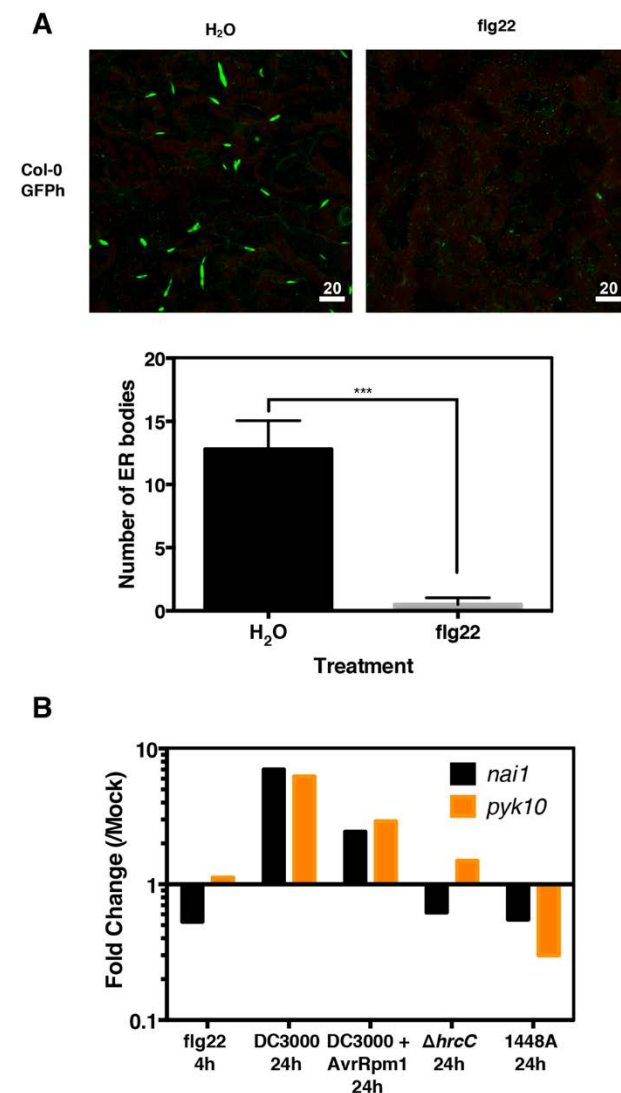 A
H₂O
flg22
Col-0
GFPh
20
20
20
15
10
5
0
Number of ER bodies
***
H₂O
flg22
Treatment
B
10
1
0.1
Fold Change (/Mock)
nai1
pyk10
flg22
4h
DC3000
24h
DC3000 +
AvrRpm1
24h
ΔhrcC
24h
1448A
24h